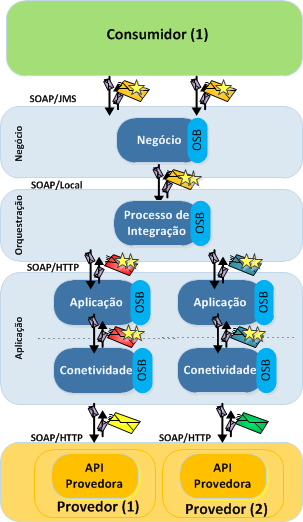 Consumidor (1)
SOAP/JMS
Negócio
Negócio
OSB
SOAP/Local
Orquestração
Processo de
Integração
OSB
SOAP/HTTP
Aplicação
Aplicação
OSB
Aplicação
OSB
Conetividade
OSB
Conetividade
OSB
SOAP/HTTP
SOAP/HTTP
API
Provedora
API
Provedora
Provedor (1)
Provedor (2)